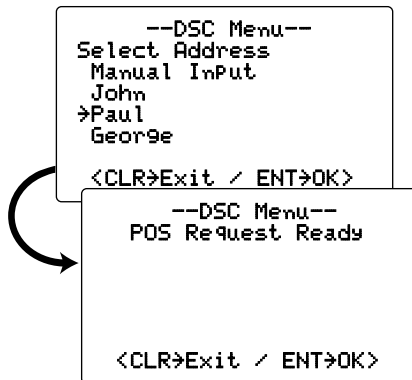 --DSC Menu--
Select Address
Manual InPut
John
→Paul
George
<CLR→Exit / ENT→OK>
--DSC Menu--
POS Request Ready
<CLR→Exit / ENT→OK>